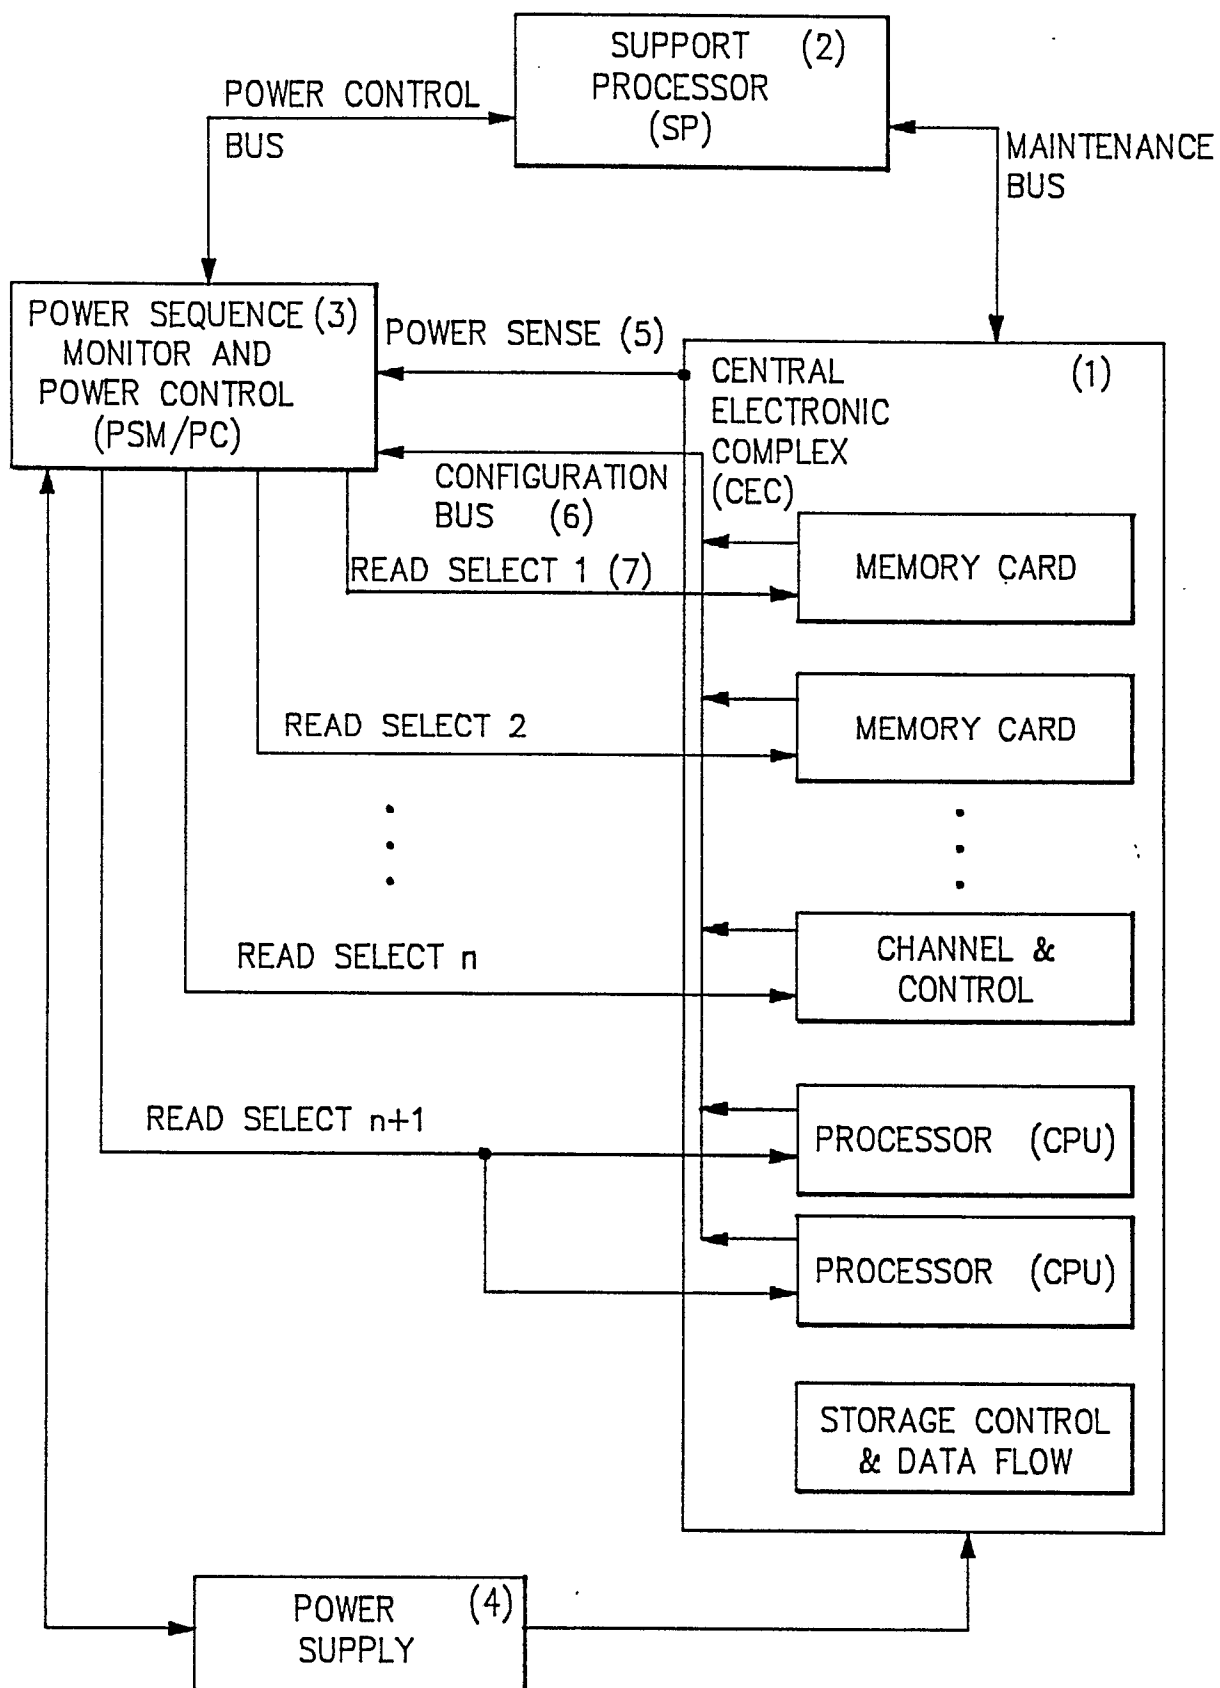 SUPPORT (2)
PROCESSOR
(SP)
POWER CONTROL
BUS
MAINTENANCE
BUS
POWER SEQUENCE (3)
MONITOR AND
POWER CONTROL
(PSM/PC)
POWER SENSE (5)
(1)
CENTRAL
ELECTRONIC
COMPLEX
(CEC)
CONFIGURATION
BUS (6)
READ SELECT 1 (7)
MEMORY CARD
READ SELECT 2
MEMORY CARD
READ SELECT n
CHANNEL &
CONTROL
READ SELECT n+1
PROCESSOR (CPU)
PROCESSOR (CPU)
STORAGE CONTROL
& DATA FLOW
POWER (4)
SUPPLY